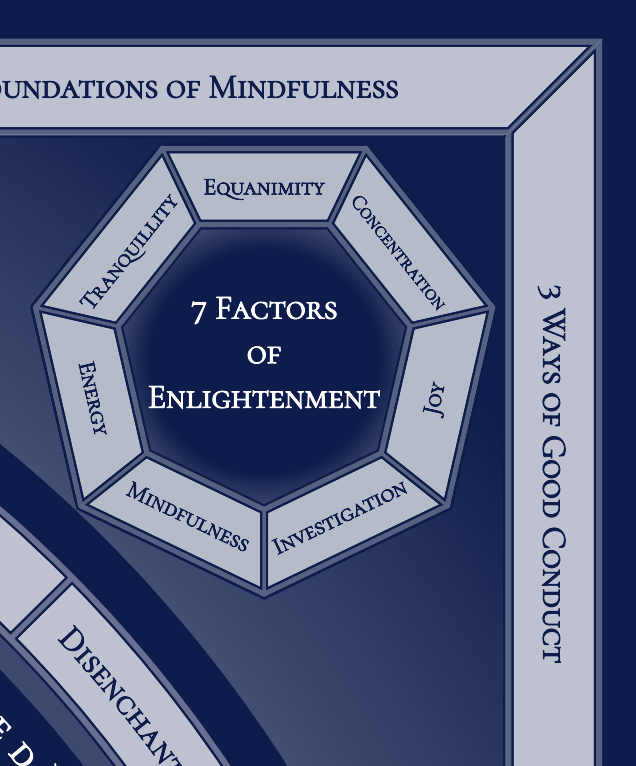 OUNDATIONS OF MINDFULNESS
EQUANIMITY
CONCENTRATION
TRANQUILLITY
7 FACTORS
OF
ENLIGHTENMENT
JOY
ENERGY
INVESTIGATION
MINDFULNESS
3 WAYS OF GOOD CONDUCT
DISENCHANT
E D